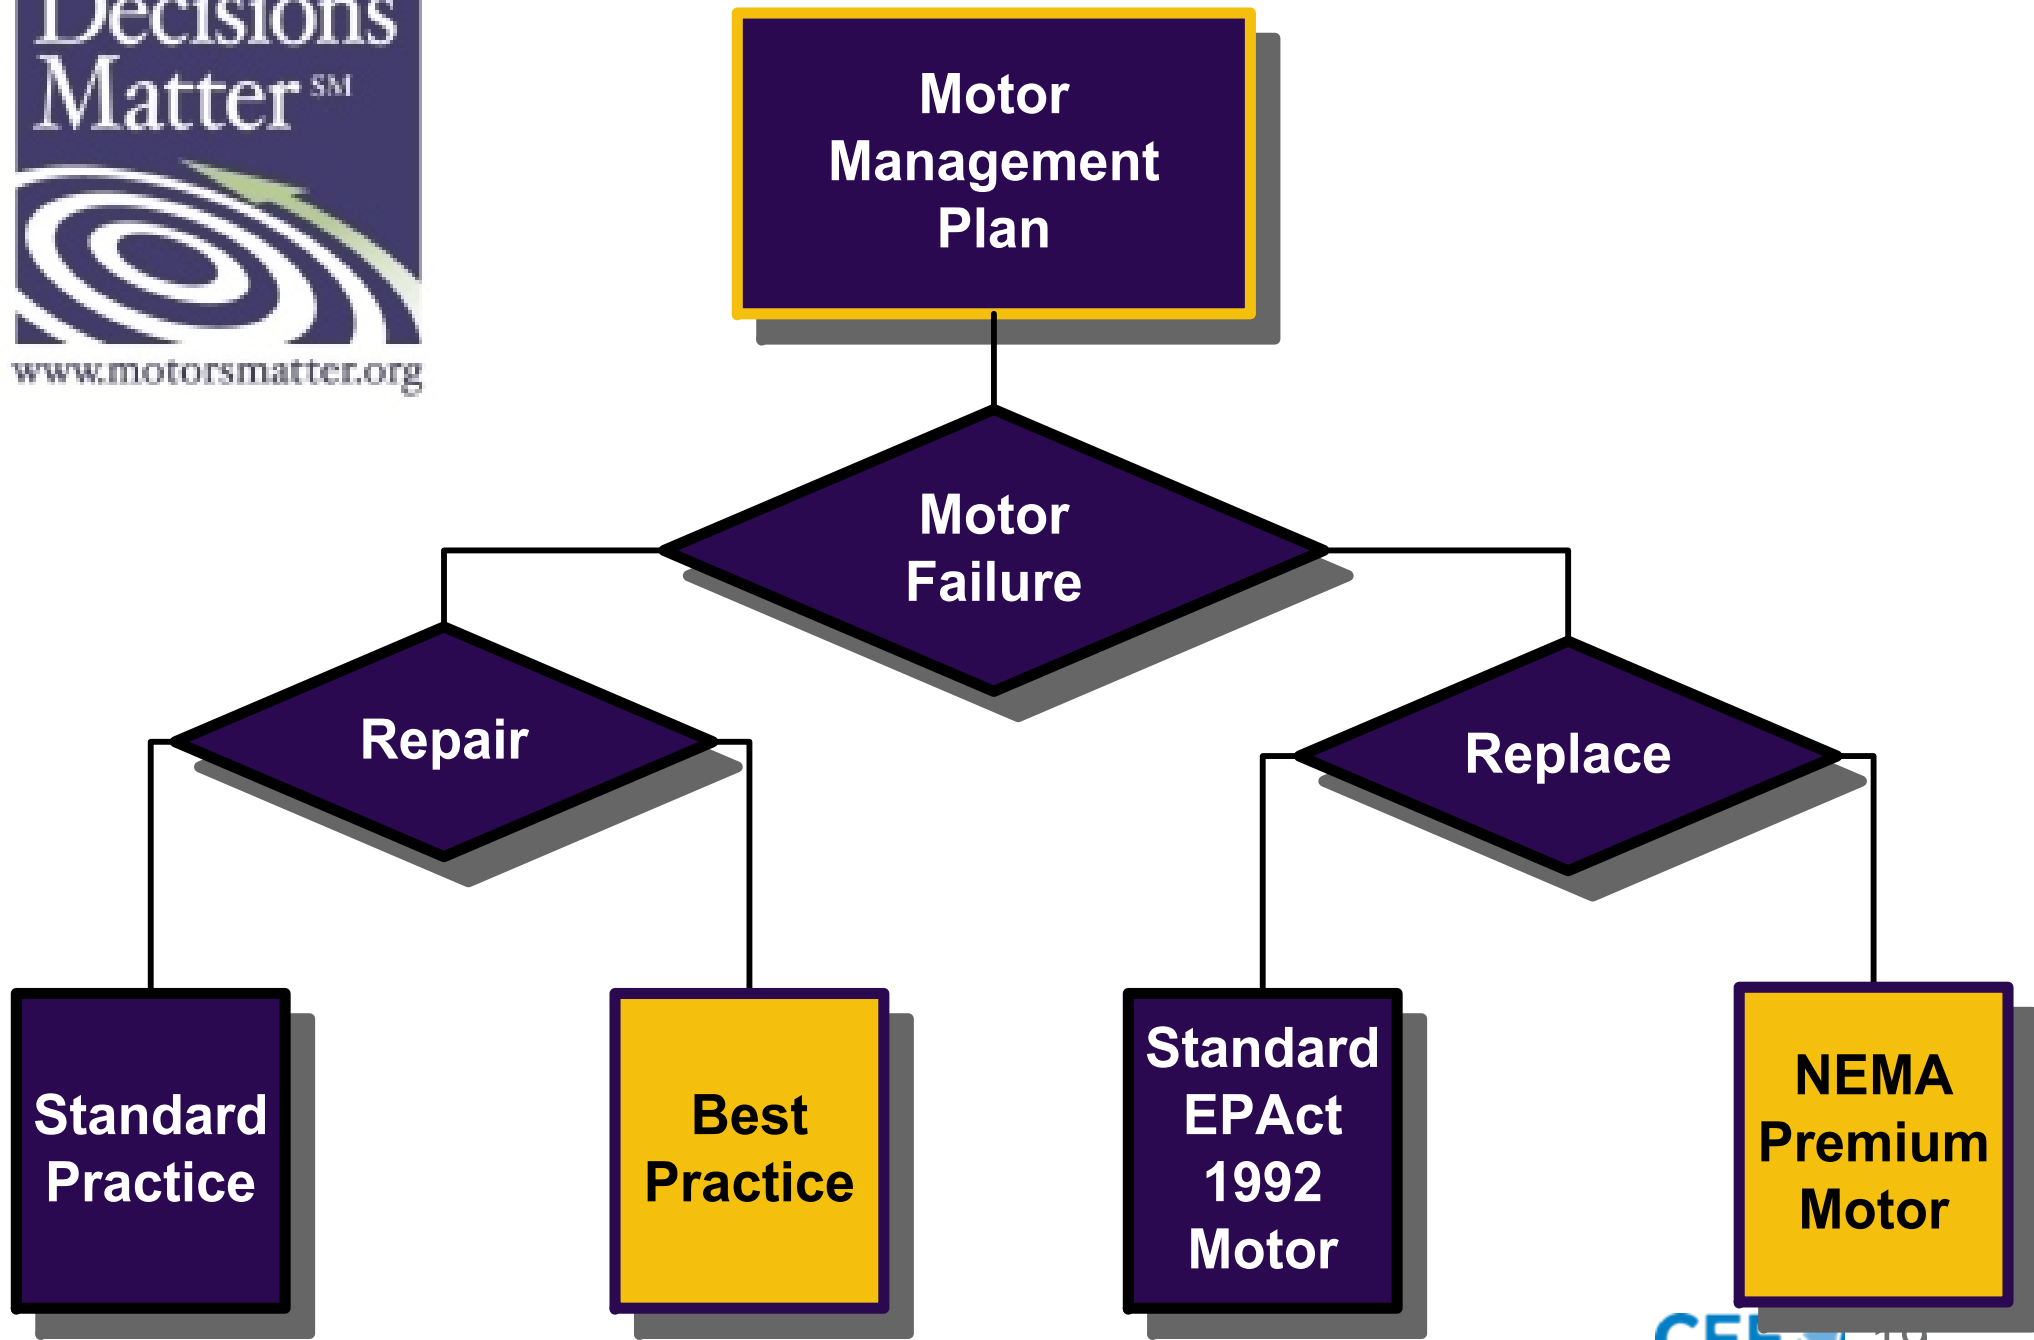 Decisions
Matter SM
www.motorsmatter.org
Motor
Management
Plan
Motor
Failure
Repair
Replace
Standard
Practice
Best
Practice
Standard
EPAct
1992
Motor
NEMA
Premium
Motor
CEE